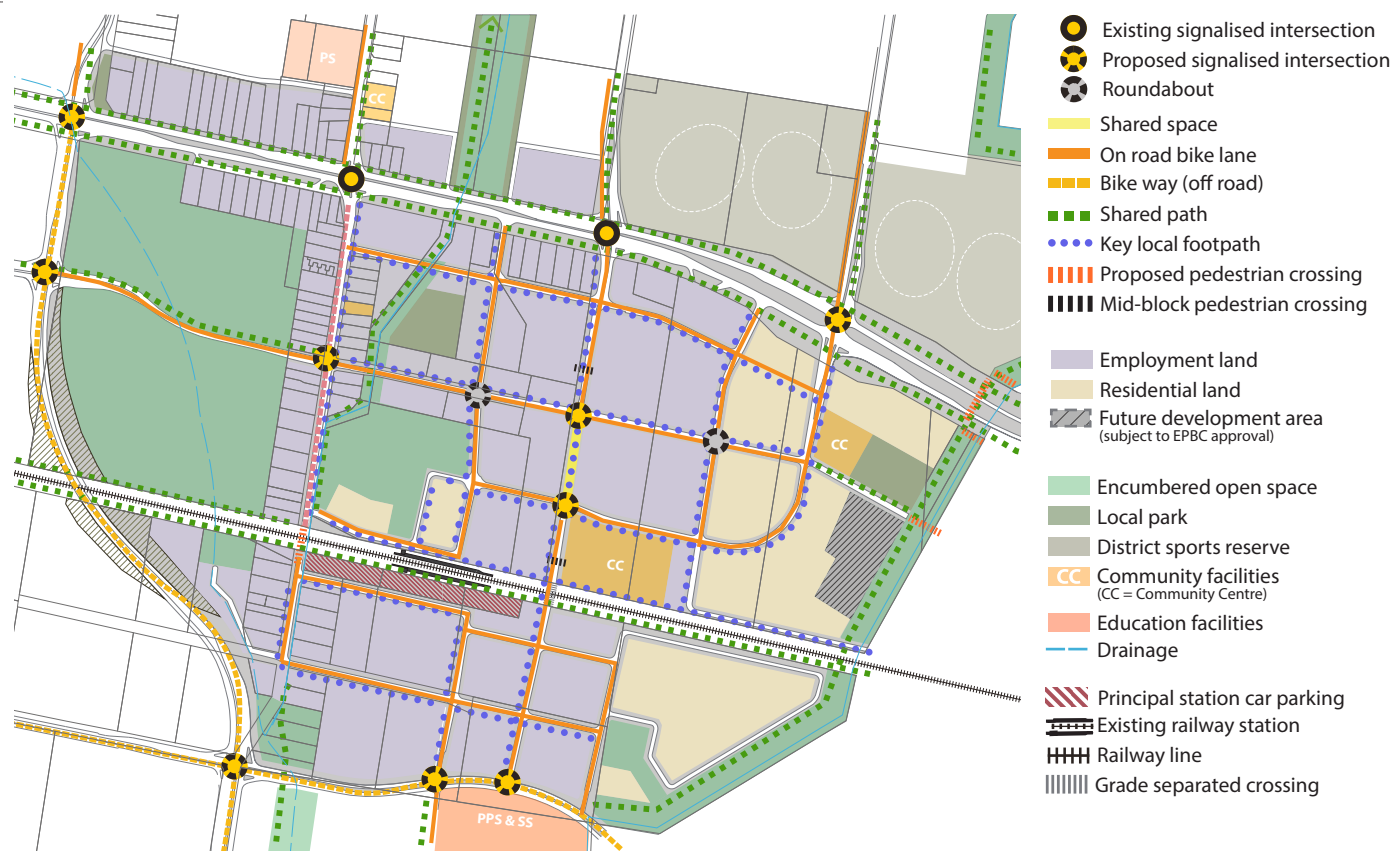 PS
CC
CC
CC
PPS & SS
Existing signalised intersection
Proposed signalised intersection
Roundabout
Shared space
On road bike lane
Bike way (off road)
Shared path
Key local footpath
Proposed pedestrian crossing
Mid-block pedestrian crossing
Employment land
Residential land
Future development area
(subject to EPBC approval)
Encumbered open space
Local park
District sports reserve
CC Community facilities
(CC = Community Centre)
Education facilities
Drainage
Principal station car parking
Existing railway station
Railway line
Grade separated crossing